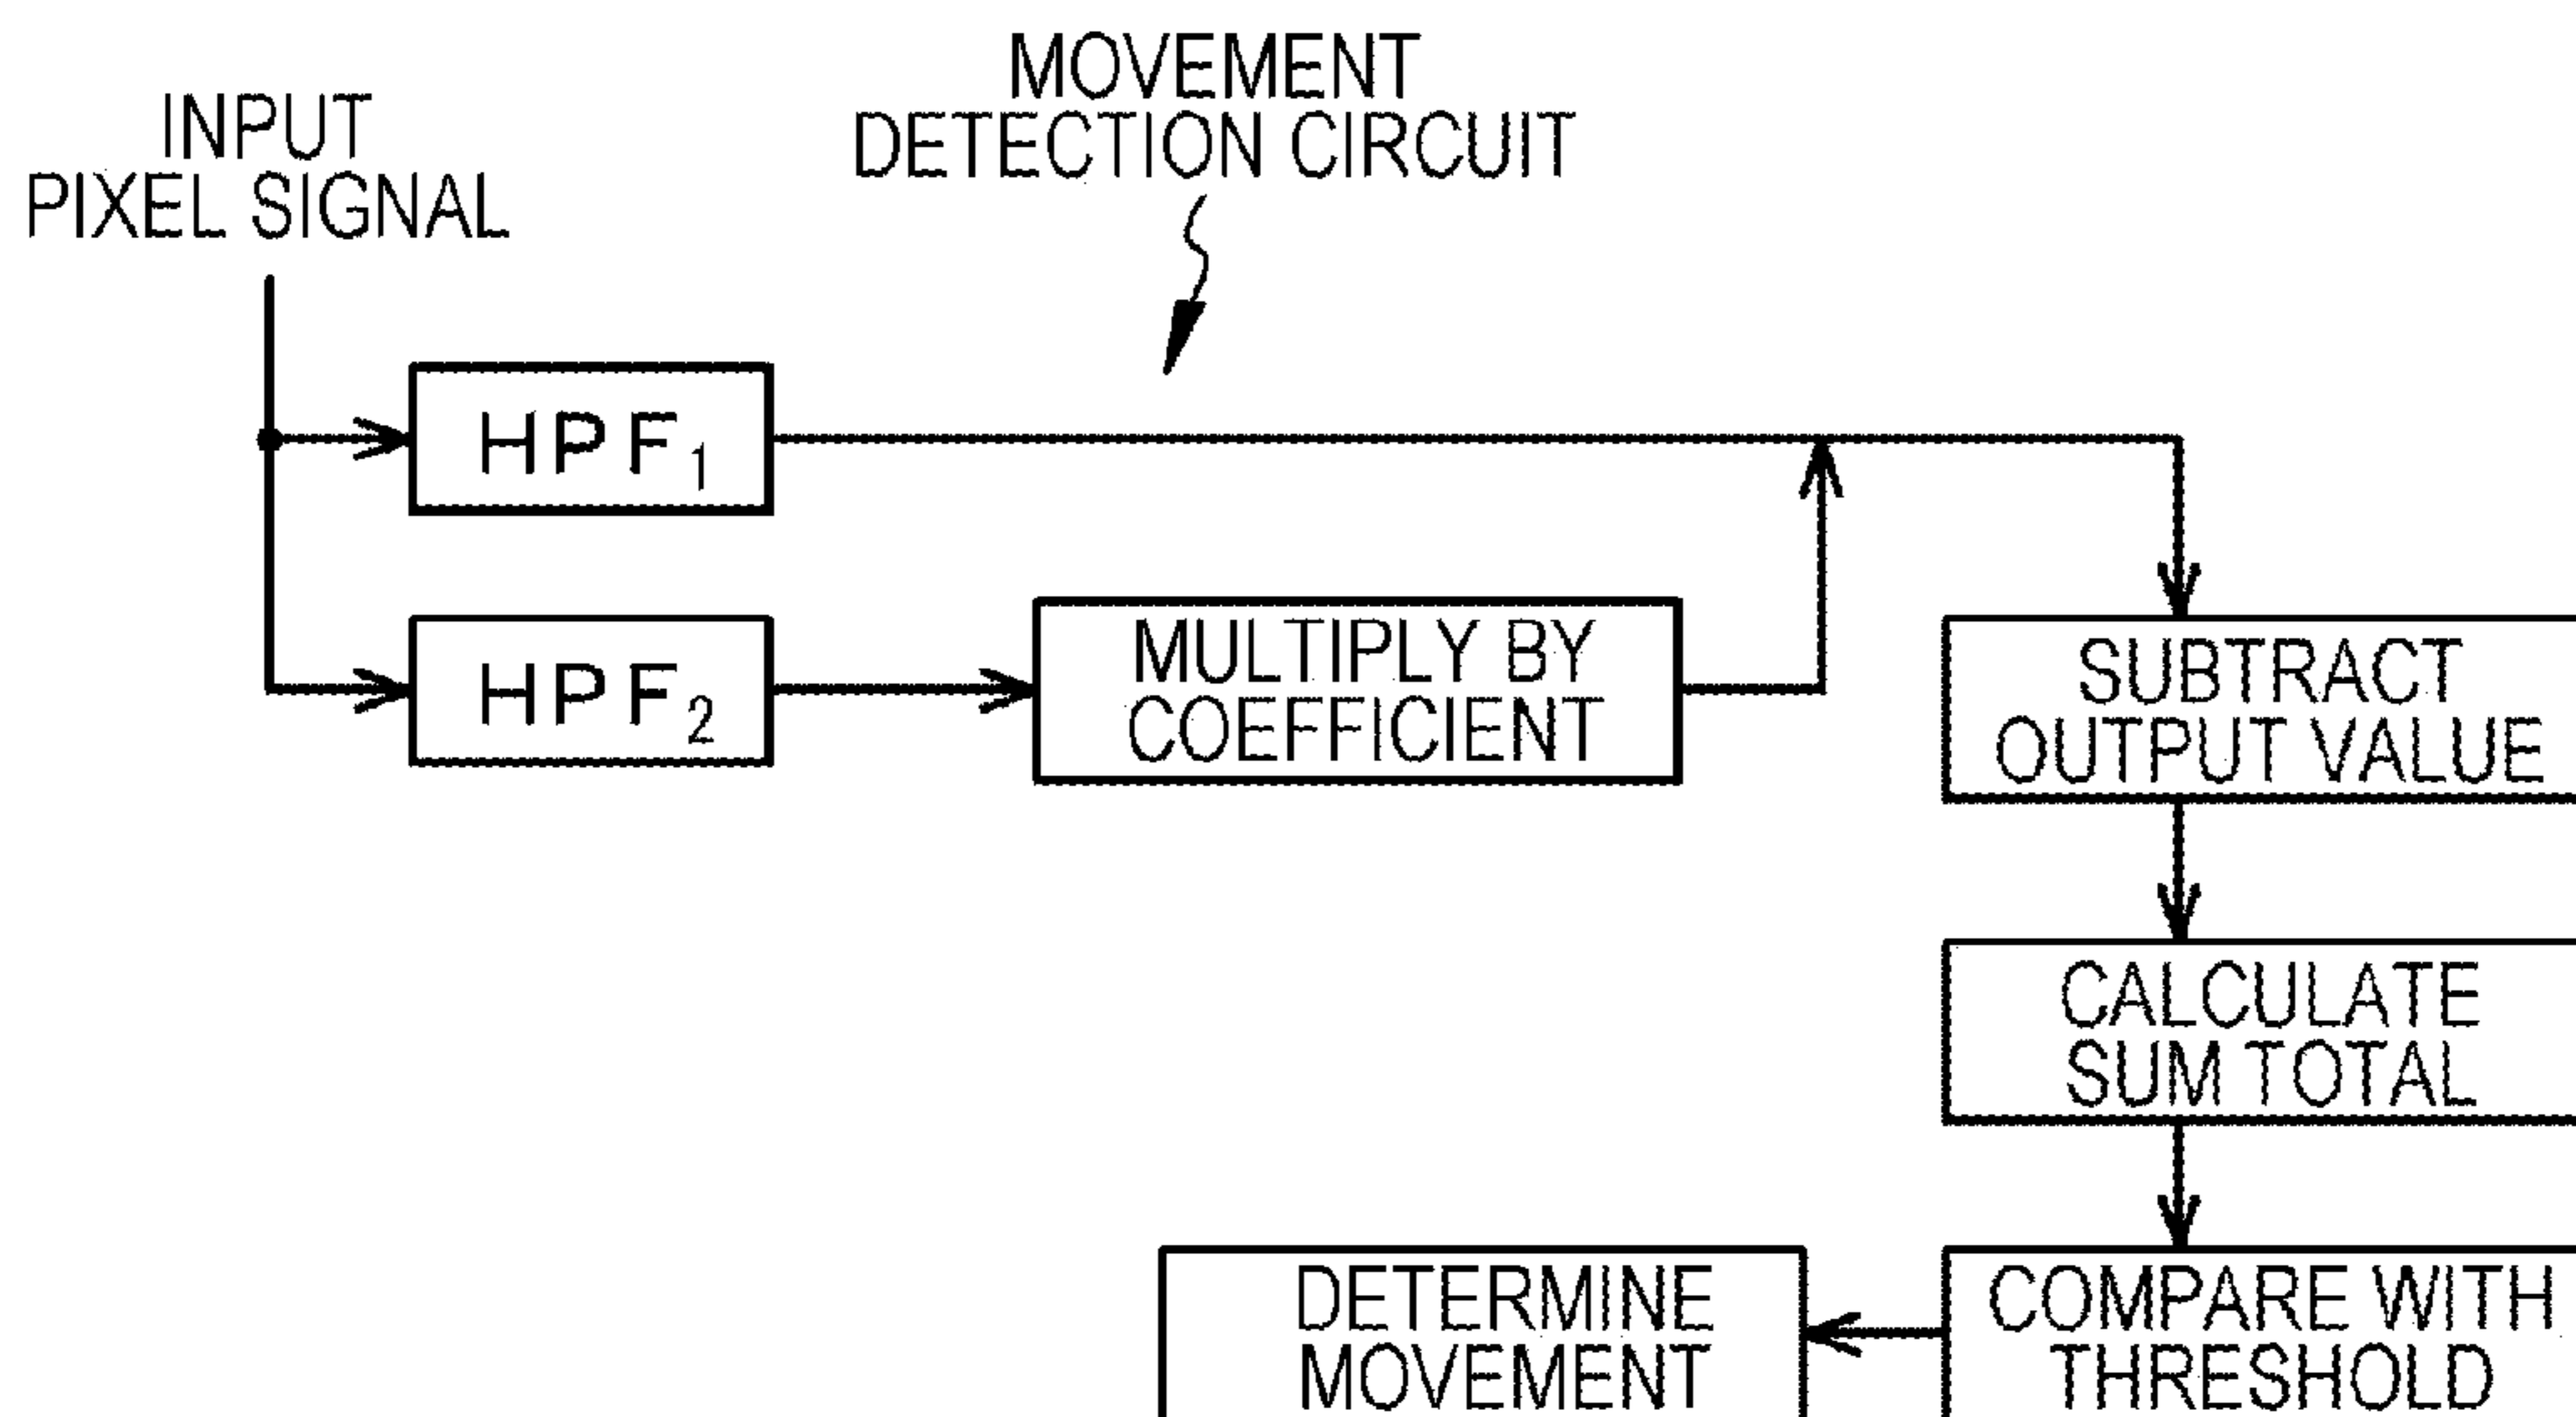 MOVEMENT
DETECTION CIRCUIT
INPUT
PIXEL SIGNAL
HPF₁
HPF₂
MULTIPLY BY
COEFFICIENT
SUBTRACT
OUTPUT VALUE
CALCULATE
SUM TOTAL
DETERMINE
MOVEMENT
COMPARE WITH
THRESHOLD